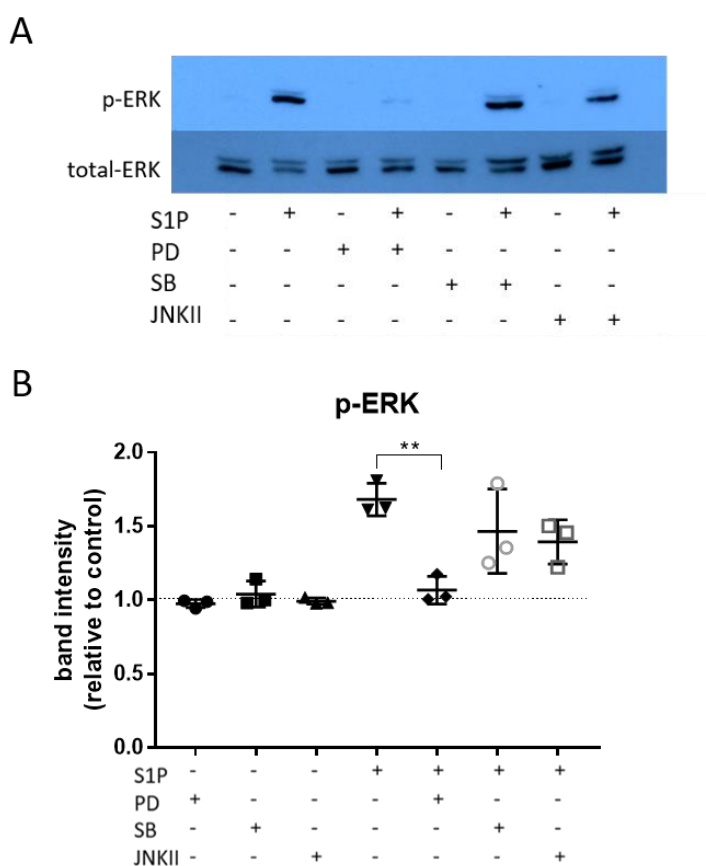 A
p-ERK
total-ERK
S1P - + - + - + - +
PD - - + + - - - -
SB - - - - + + - -
JNKII - - - - - - + +
B
p-ERK
**
band intensity
(relative to control)
2.0
1.5
1.0
0.5
0.0
S1P - - - + + + +
PD + - - - + - -
SB - + - - - + -
JNKII - - + - - - +